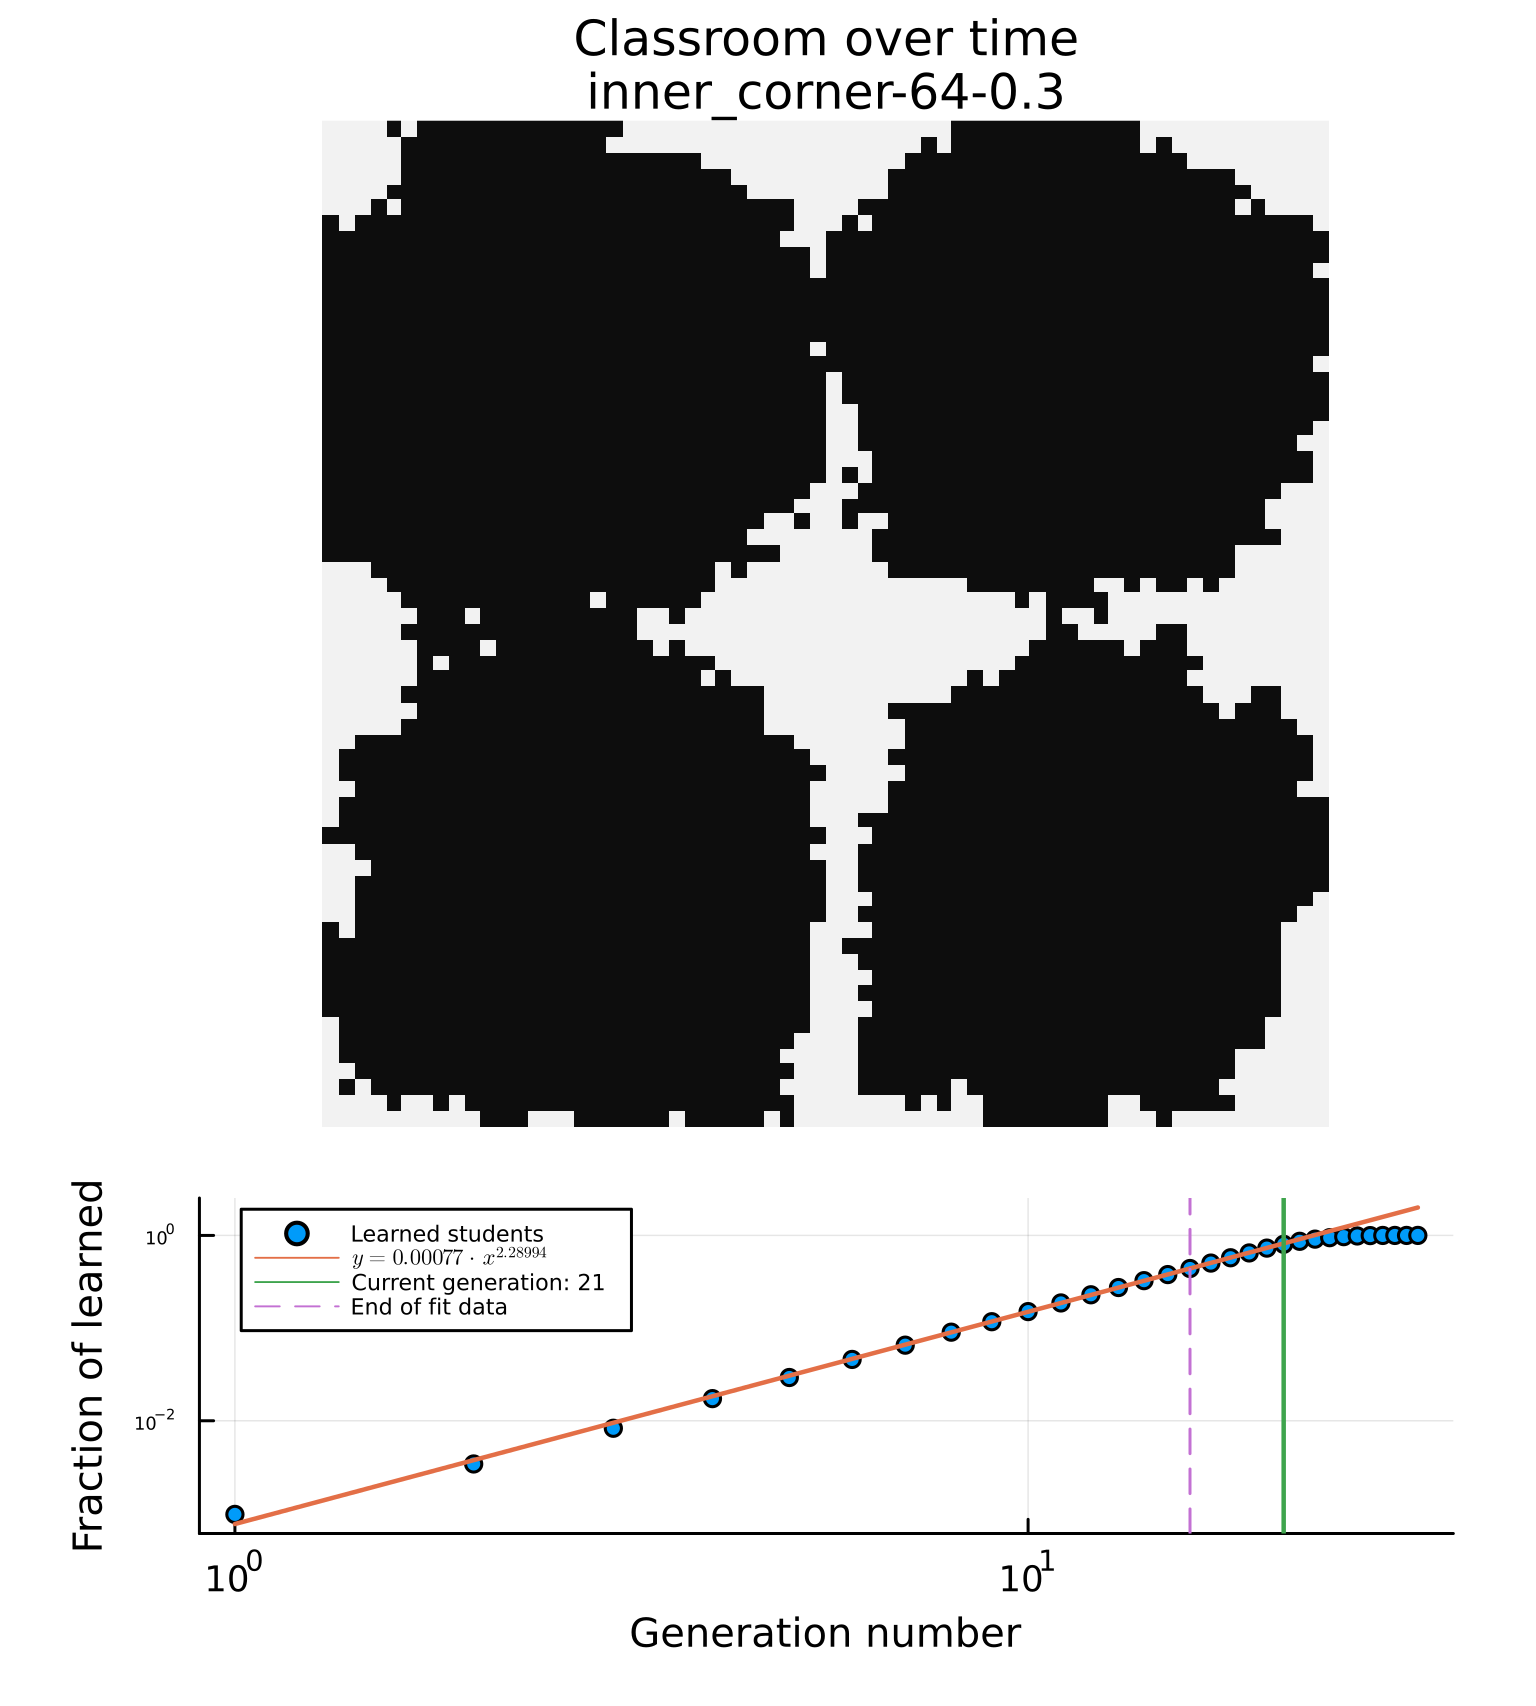 Classroom over time
inner_corner-64-0.3
Fraction of learned
10^0
10^-2
Learned students
y = 0.00077 · x^2.28994
Current generation: 21
End of fit data
10^0
10^1
Generation number